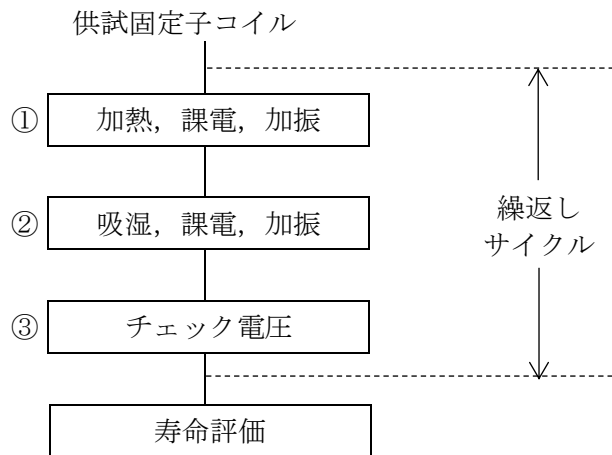 供試固定子コイル
① 加熱，課電，加振
② 吸湿，課電，加振
繰返し
サイクル
③ チェック電圧
寿命評価